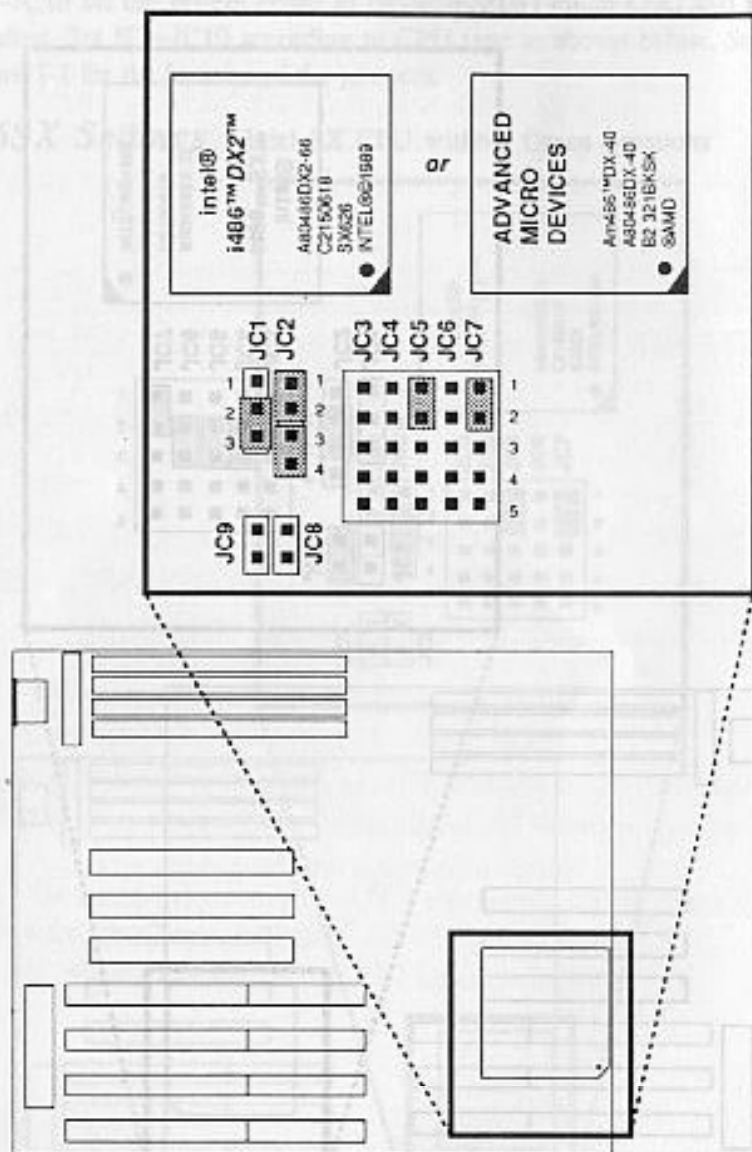 intel®
i486™DX2™
A80486DX2-66
C2150618
SX626
INTEL®©1989
or
ADVANCED
MICRO
DEVICES
Am486™DX-40
A80486DX-40
B2 321BKSK
©AMD
JC1
JC2
1
2
3
1
2
3
4
JC3
JC4
JC5
JC6
JC7
1
2
3
4
5
JC9
JC8